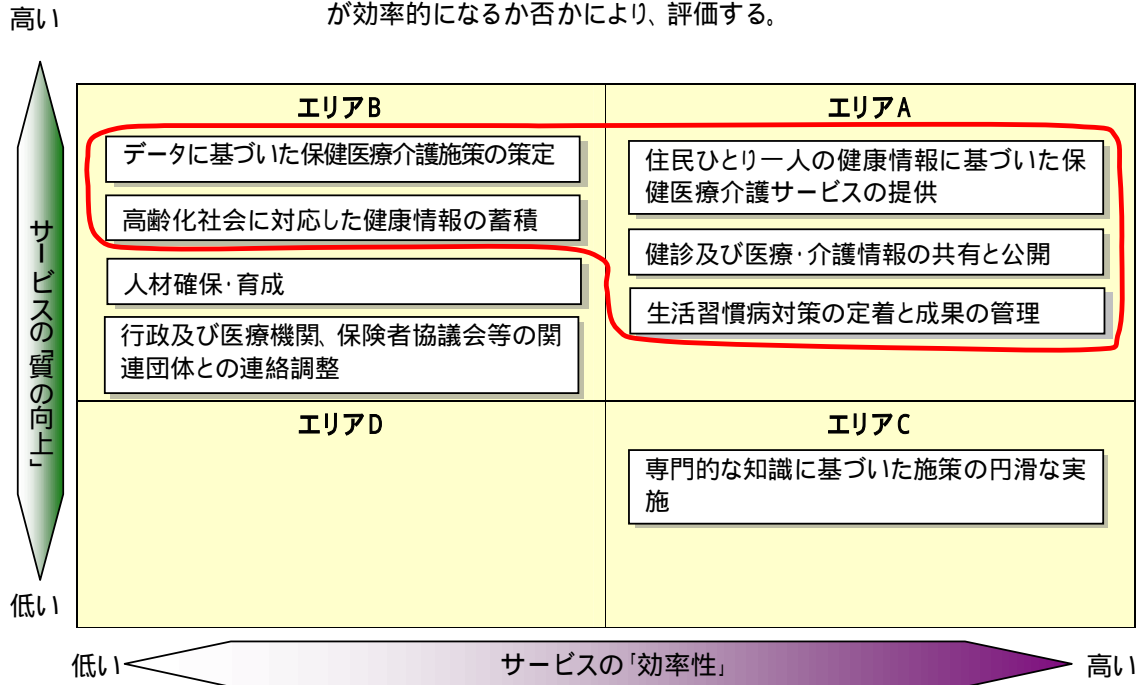 が効率的になるか否かにより、評価する。
高い
エリアB
データに基づいた保健医療介護施策の策定
高齢化社会に対応した健康情報の蓄積
人材確保・育成
行政及び医療機関、保険者協議会等の関
連団体との連絡調整
エリアA
住民ひとり一人の健康情報に基づいた保
健医療介護サービスの提供
健診及び医療・介護情報の共有と公開
生活習慣病対策の定着と成果の管理
サービスの「質の向上」
エリアD
エリアC
専門的な知識に基づいた施策の円滑な実
施
低い
低い
サービスの「効率性」
高い